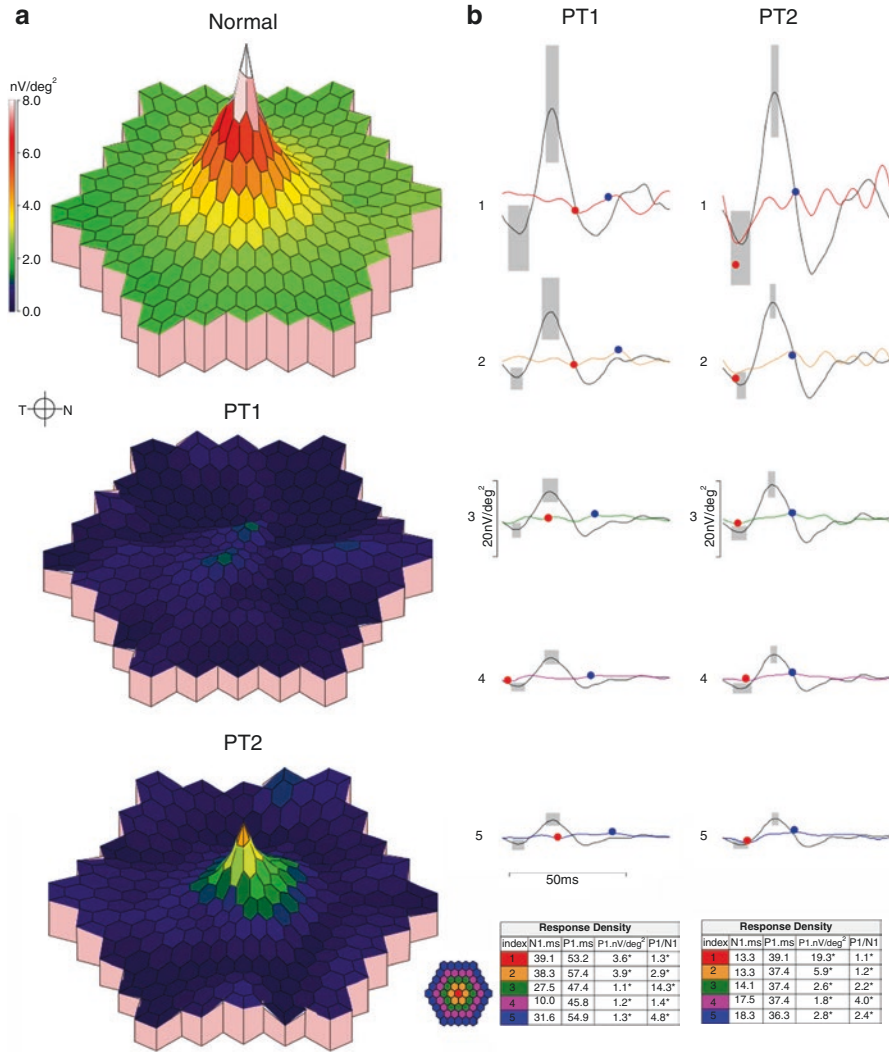 a
Normal
nV/deg²
8.0
6.0
4.0
2.0
0.0
T N
PT1
PT2
b
PT1 PT2
1 1
2 2
3 3
20nV/deg² 20nV/deg²
4 4
5 5
50ms
Response Density
index N1.ms P1.ms P1.nV/deg² P1/N1
1 39.1 53.2 3.6* 1.3*
2 38.3 57.4 3.9* 2.9*
3 27.5 47.4 1.1* 14.3*
4 10.0 45.8 1.2* 1.4*
5 31.6 54.9 1.3* 4.8*
Response Density
index N1.ms P1.ms P1.nV/deg² P1/N1
1 13.3 39.1 19.3* 1.1*
2 13.3 37.4 5.9* 1.2*
3 14.1 37.4 2.6* 2.2*
4 17.5 37.4 1.8* 4.0*
5 18.3 36.3 2.8* 2.4*